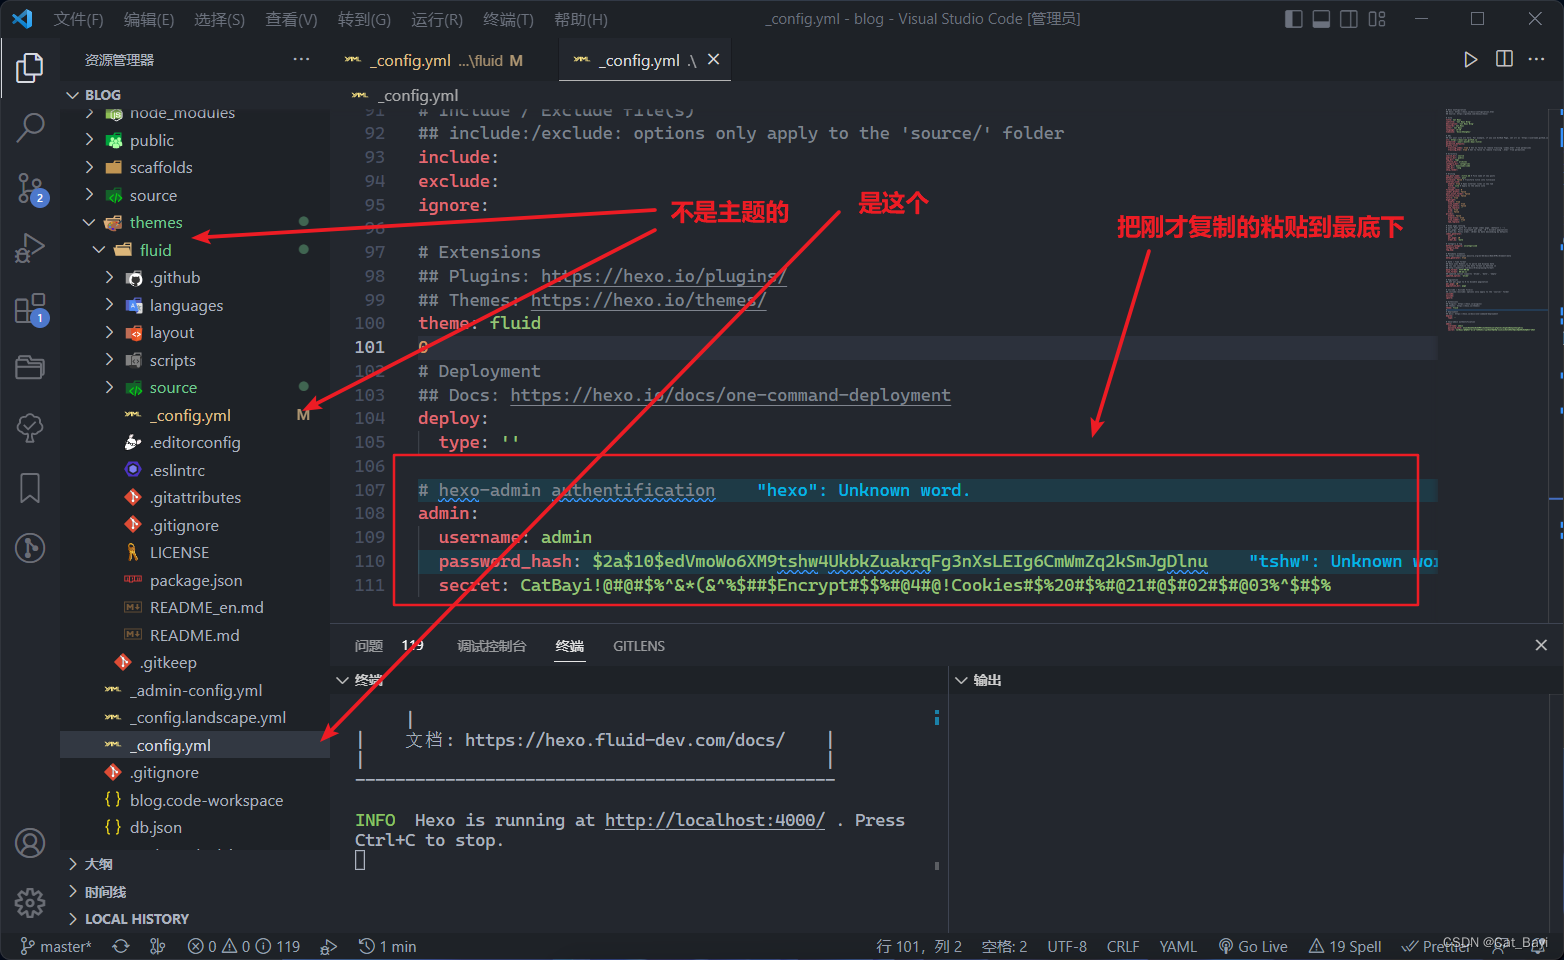 文件(F) 编辑(E) 选择(S) 查看(V) 转到(G) 运行(R) 终端(T) 帮助(H)
_config.yml - blog - Visual Studio Code [管理员]
资源管理器
_config.yml ...\fluid M
_config.yml .\
_config.yml
BLOG
node_modules
public
scaffolds
source
themes
fluid
.github
languages
layout
scripts
source
_config.yml M
.editorconfig
.eslintrc
.gitattributes
.gitignore
LICENSE
package.json
README_en.md
README.md
.gitkeep
_admin-config.yml
_config.landscape.yml
_config.yml
.gitignore
blog.code-workspace
db.json
大纲
时间线
LOCAL HISTORY
2
1
91 # Include / Exclude file(s)
92 ## include:/exclude: options only apply to the 'source/' folder
93 include:
94 exclude:
95 ignore:
96
97 # Extensions
98 ## Plugins: https://hexo.io/plugins/
99 ## Themes: https://hexo.io/themes/
100 theme: fluid
101
102 # Deployment
103 ## Docs: https://hexo.io/docs/one-command-deployment
104 deploy:
105 type: ''
106
107 # hexo-admin authentification "hexo": Unknown word.
108 admin:
109 username: admin
110 password_hash: $2a$10$edVmoWo6XM9tshw4UkbkZuakrqFg3nXsLEIg6CmWmZq2kSmJgDlnu "tshw": Unknown wor
111 secret: CatBayi!@#@#$%^&*(&^%$##$Encrypt#$$%#@4#@!Cookies#$%20#$%#@21#@$#02#$#@03%^$#$%
不是主题的
是这个
把刚才复制的粘贴到最底下
问题 119 调试控制台 终端 GITLENS
终端
输出
| 文档: https://hexo.fluid-dev.com/docs/ |
INFO Hexo is running at http://localhost:4000/ . Press
Ctrl+C to stop.
master* 0 0 119 1 min
行 101, 列 2 空格: 2 UTF-8 CRLF YAML Go Live 19 Spell Prettier
CSDN @Cat_Bayi